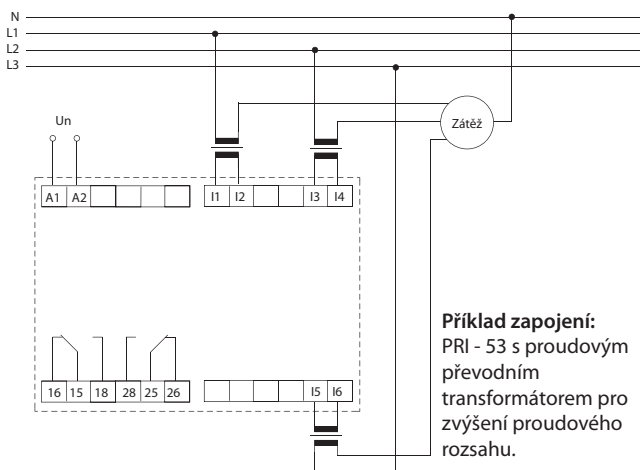 N
L1
L2
L3
Un
Zátěž
A1 A2 I1 I2 I3 I4
Příklad zapojení:
PRI - 53 s proudovým
převodním
transformátorem pro
zvýšení proudového
rozsahu.
16 15 18 28 25 26 I5 I6